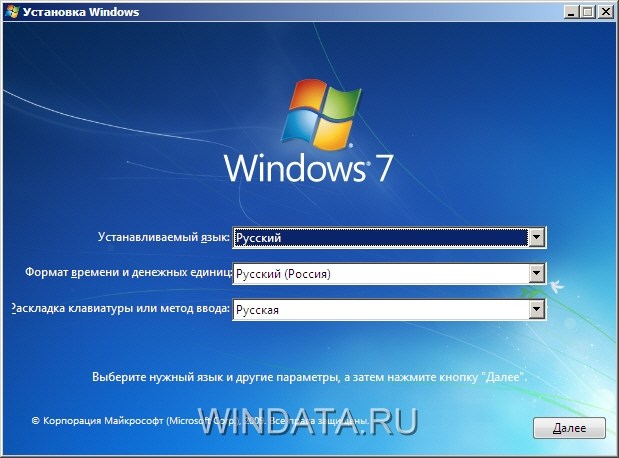 Установка Windows
Windows 7
Устанавливаемый язык: Русский
Формат времени и денежных единиц: Русский (Россия)
Раскладка клавиатуры или метод ввода: Русская
Выберите нужный язык и другие параметры, а затем нажмите кнопку "Далее".
© Корпорация Майкрософт (Microsoft Corp.), 2009. Все права защищены.
WINDATA.RU
Далее